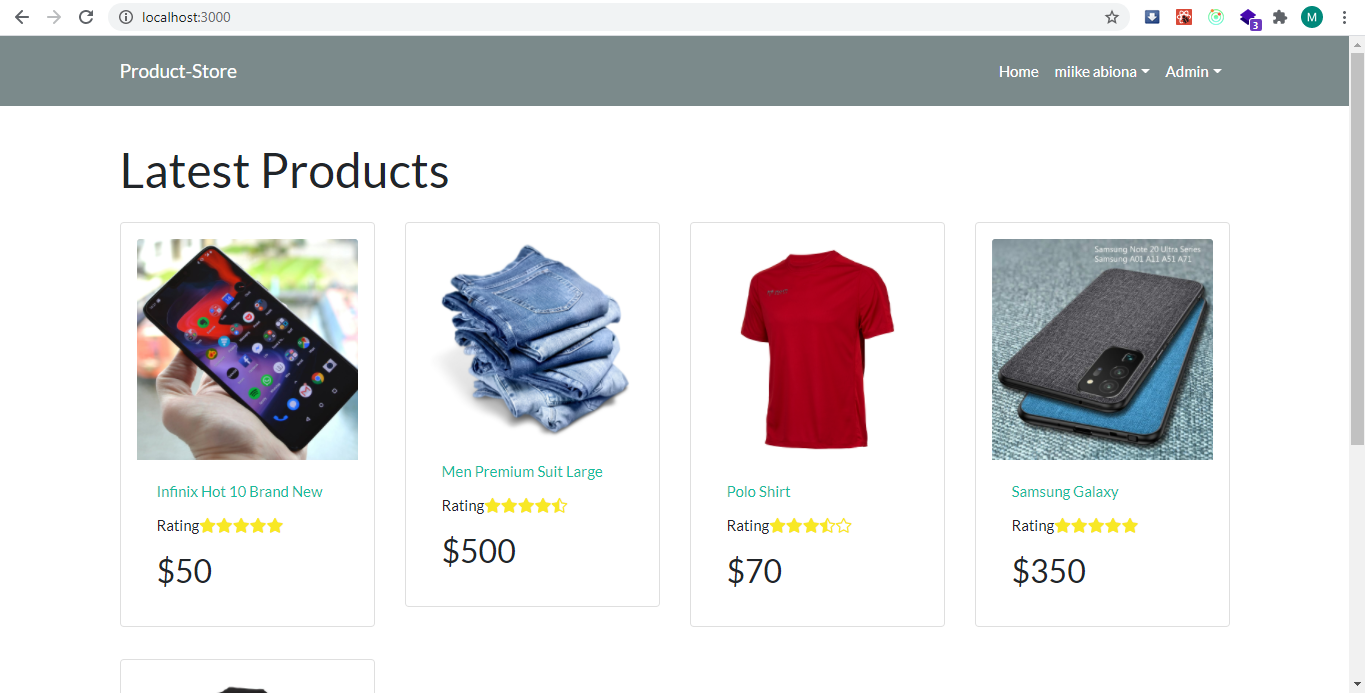 localhost:3000
3
M
Product-Store
Home miike abiona Admin
Latest Products
Samsung Note 20 Ultra Series
Samsung A01 A11 A51 A71
Infinix Hot 10 Brand New
Rating
$50
Men Premium Suit Large
Rating
$500
Polo Shirt
Rating
$70
Samsung Galaxy
Rating
$350